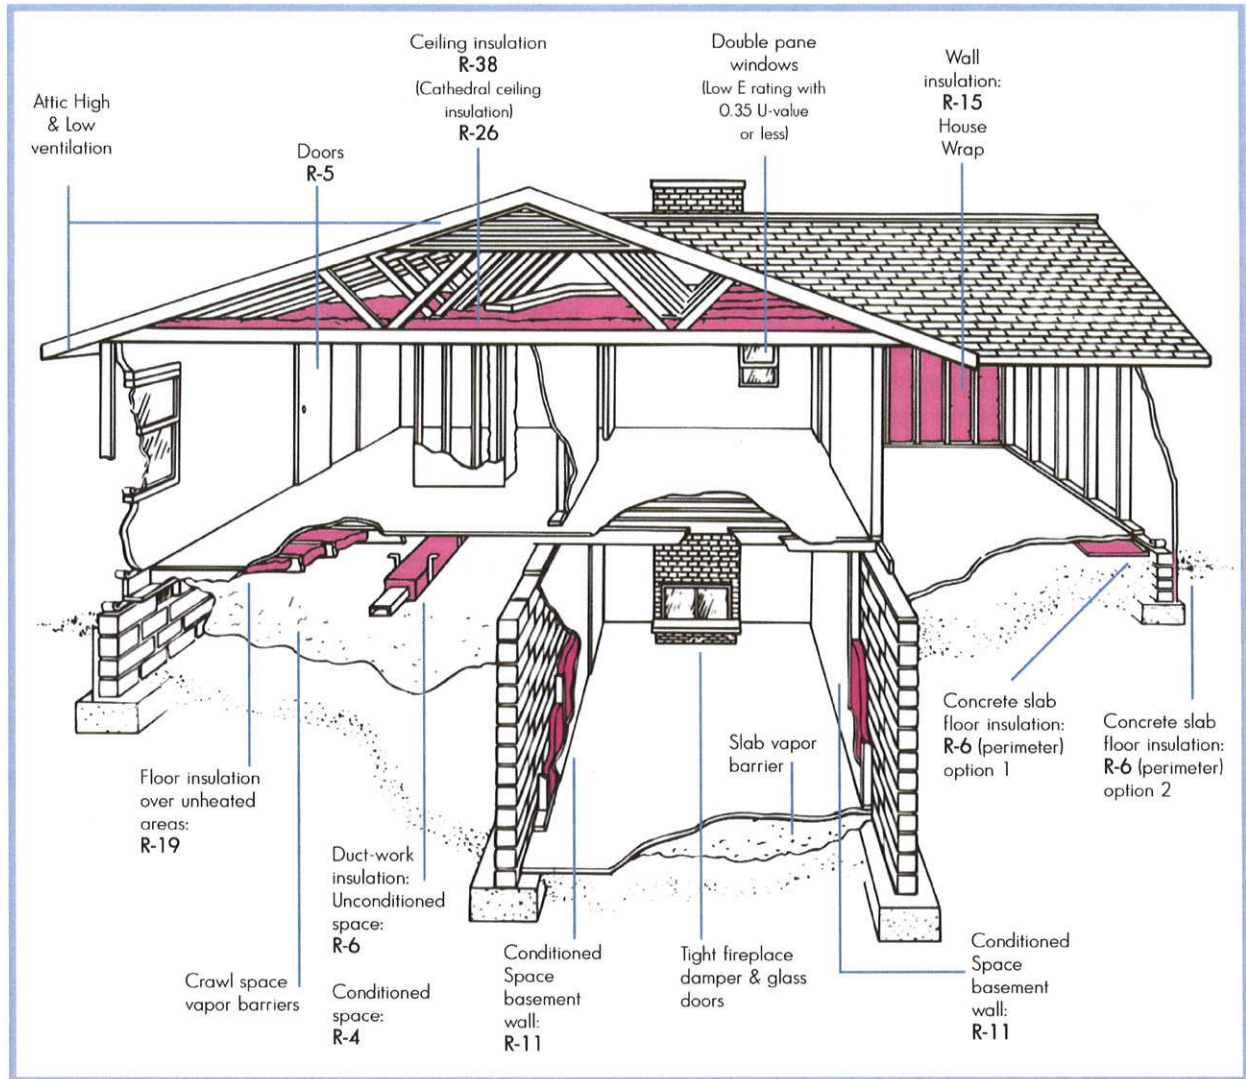 Attic High
& Low
ventilation
Doors
R-5
Ceiling insulation
R-38
(Cathedral ceiling
insulation)
R-26
Double pane
windows
(Low E rating with
0.35 U-value
or less)
Wall
insulation:
R-15
House
Wrap
Floor insulation
over unheated
areas:
R-19
Crawl space
vapor barriers
Duct-work
insulation:
Unconditioned
space:
R-6
Conditioned
space:
R-4
Conditioned
Space
basement
wall:
R-11
Tight fireplace
damper & glass
doors
Slab vapor
barrier
Conditioned
Space
basement
wall:
R-11
Concrete slab
floor insulation:
R-6 (perimeter)
option 1
Concrete slab
floor insulation:
R-6 (perimeter)
option 2